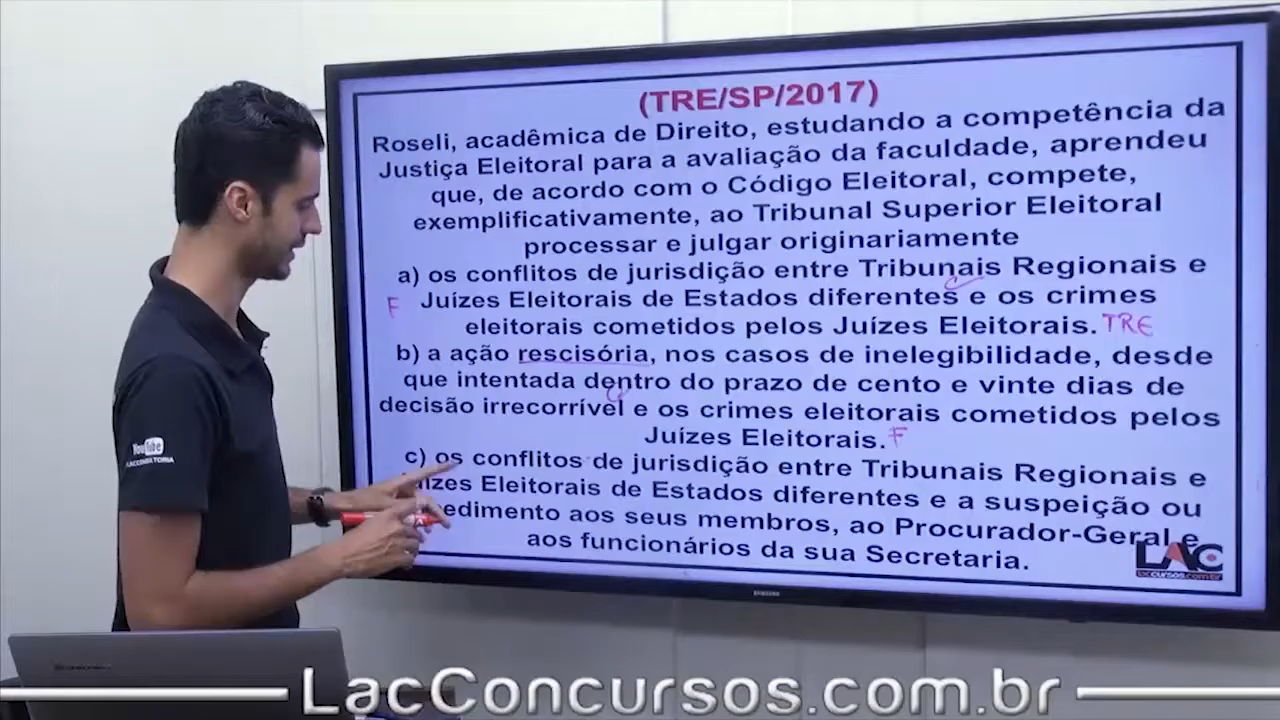 (TRE/SP/2017)
Roseli, acadêmica de Direito, estudando a competência da
Justiça Eleitoral para a avaliação da faculdade, aprendeu
que, de acordo com o Código Eleitoral, compete,
exemplificativamente, ao Tribunal Superior Eleitoral
processar e julgar originariamente
a) os conflitos de jurisdição entre Tribunais Regionais e
F Juízes Eleitorais de Estados diferentes e os crimes
eleitorais cometidos pelos Juízes Eleitorais. TRE
b) a ação rescisória, nos casos de inelegibilidade, desde
que intentada dentro do prazo de cento e vinte dias de
decisão irrecorrível e os crimes eleitorais cometidos pelos
Juízes Eleitorais. F
c) os conflitos de jurisdição entre Tribunais Regionais e
Eleitorais de Estados diferentes e a suspeição ou
aos seus membros, ao Procurador-Geral e
aos funcionários da sua Secretaria.
LAC
laccursos.com.br
YouTube
LacConcursos.com.br